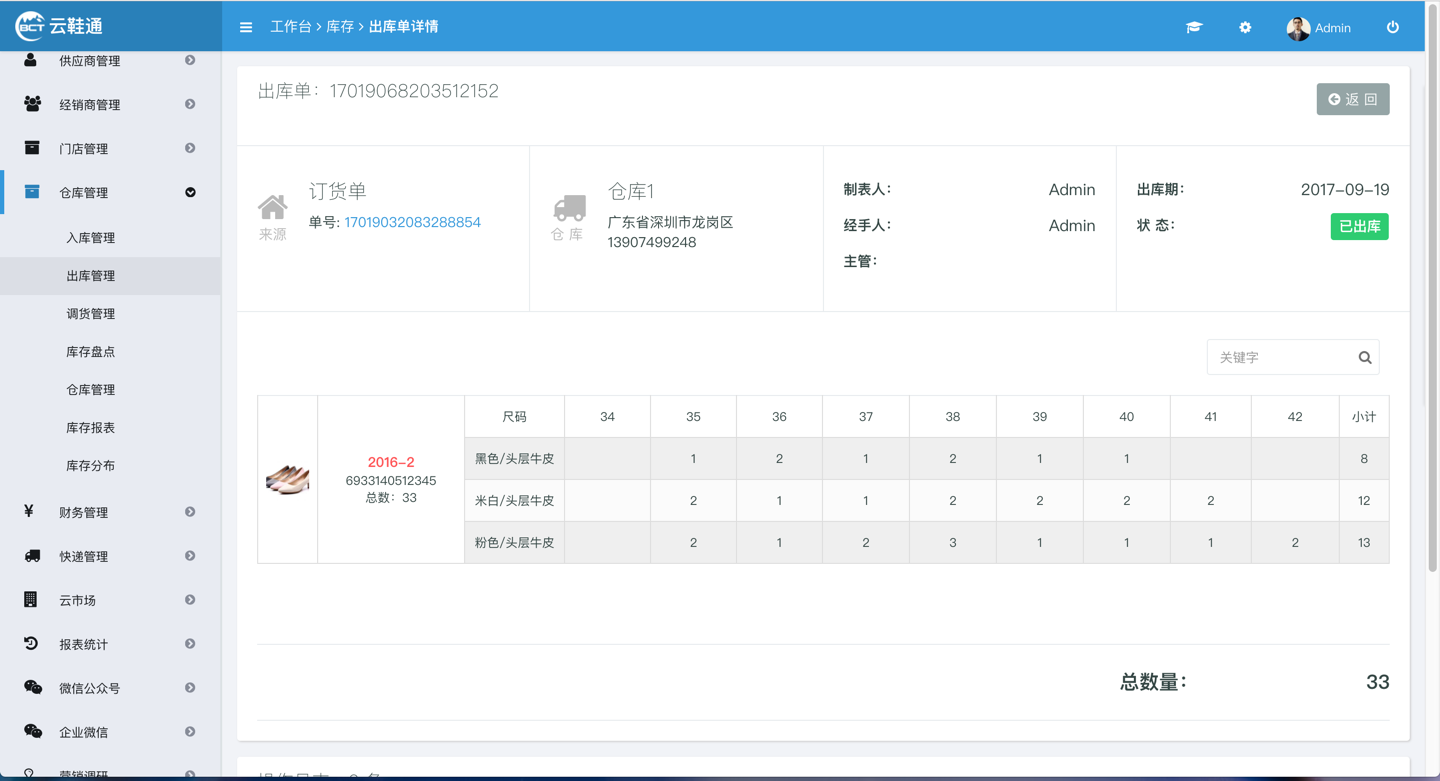 BCT 云鞋通
工作台 > 库存 > 出库单详情
Admin
供应商管理
经销商管理
门店管理
仓库管理
入库管理
出库管理
调货管理
库存盘点
仓库管理
库存报表
库存分布
财务管理
快递管理
云市场
报表统计
微信公众号
企业微信
营销调研
出库单: 17019068203512152
返 回
来源
订货单
单号: 17019032083288854
仓 库
仓库1
广东省深圳市龙岗区
13907499248
制表人: Admin
经手人: Admin
主管:
出库期: 2017-09-19
状 态: 已出库
关键字
2016-2
6933140512345
总数: 33
尺码 34 35 36 37 38 39 40 41 42 小计
黑色/头层牛皮 1 2 1 2 1 1 8
米白/头层牛皮 2 1 1 2 2 2 2 12
粉色/头层牛皮 2 1 2 3 1 1 1 2 13
总数量: 33